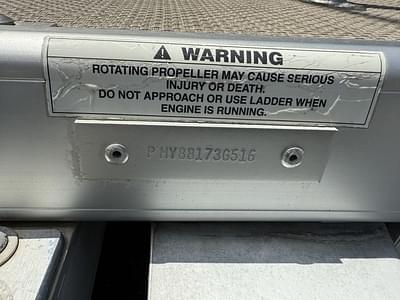 ⚠ WARNING
ROTATING PROPELLER MAY CAUSE SERIOUS
INJURY OR DEATH.
DO NOT APPROACH OR USE LADDER WHEN
ENGINE IS RUNNING.
P HY88173G516